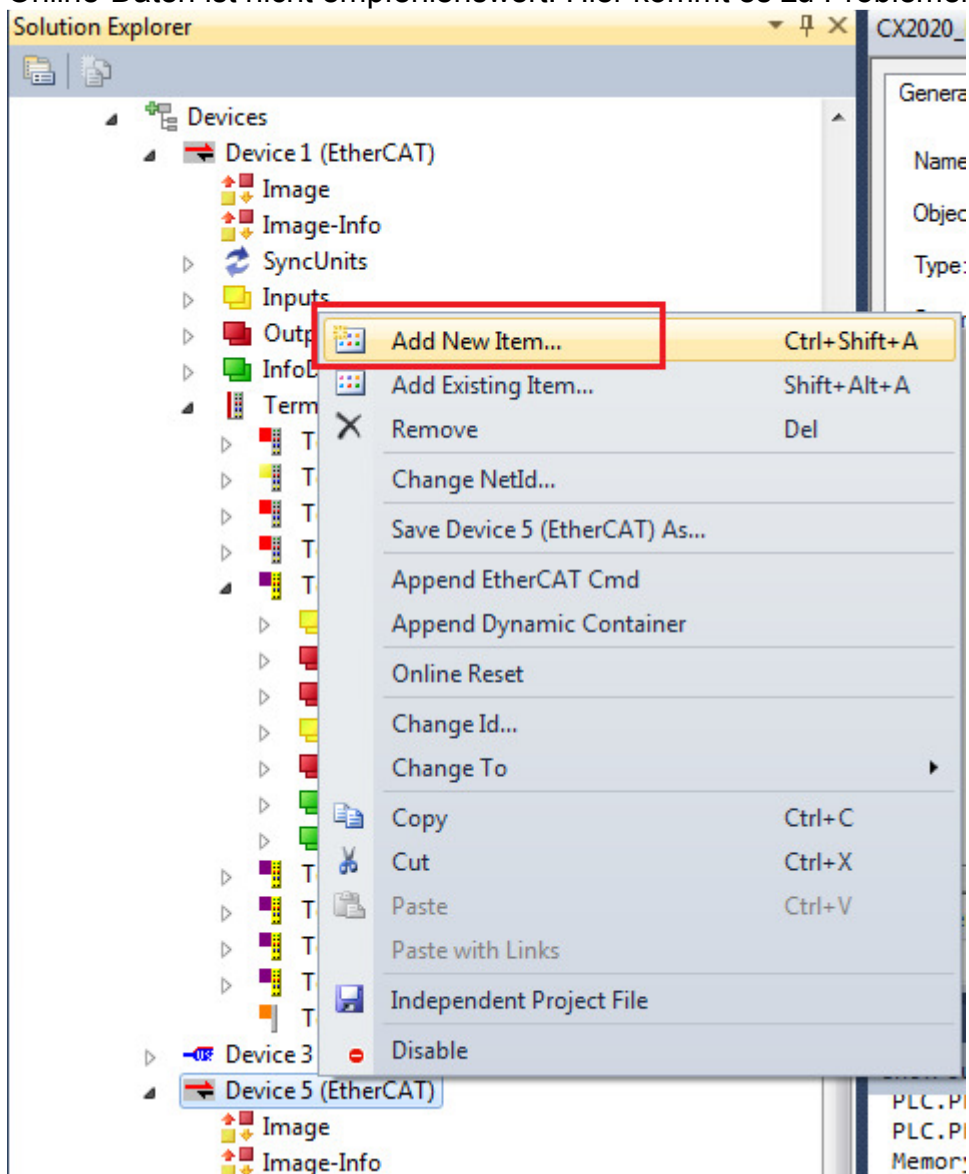 Solution Explorer
Devices
Device 1 (EtherCAT)
Image
Image-Info
SyncUnits
Inputs
Add New Item... Ctrl+Shift+A
Add Existing Item... Shift+Alt+A
Remove Del
Change NetId...
Save Device 5 (EtherCAT) As...
Append EtherCAT Cmd
Append Dynamic Container
Online Reset
Change Id...
Change To
Copy Ctrl+C
Cut Ctrl+X
Paste Ctrl+V
Paste with Links
Independent Project File
Disable
Device 3
Device 5 (EtherCAT)
Image
Image-Info
CX2020_
Genera
Name
Objec
Type:
PLC.P
PLC.P
Memory